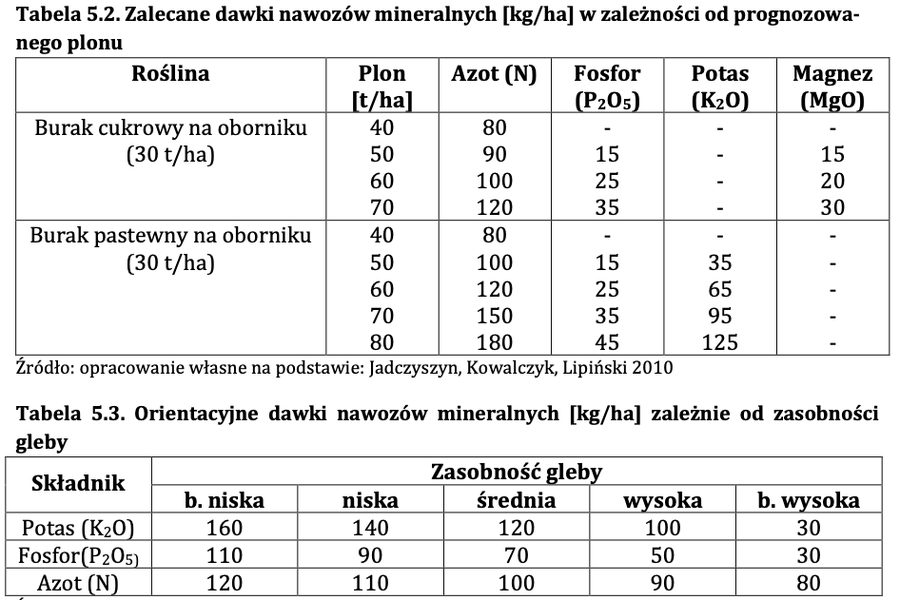 Tabela 5.2. Zalecane dawki nawozów mineralnych [kg/ha] w zależności od prognozowa-
nego plonu
Roślina Plon Azot (N) Fosfor Potas Magnez
[t/ha] (P₂O₅) (K₂O) (MgO)
Burak cukrowy na oborniku 40 80 - - -
(30 t/ha) 50 90 15 - 15
60 100 25 - 20
70 120 35 - 30
Burak pastewny na oborniku 40 80 - - -
(30 t/ha) 50 100 15 35 -
60 120 25 65 -
70 150 35 95 -
80 180 45 125 -
Źródło: opracowanie własne na podstawie: Jadczyszyn, Kowalczyk, Lipiński 2010
Tabela 5.3. Orientacyjne dawki nawozów mineralnych [kg/ha] zależnie od zasobności
gleby
Składnik Zasobność gleby
b. niska niska średnia wysoka b. wysoka
Potas (K₂O) 160 140 120 100 30
Fosfor(P₂O₅) 110 90 70 50 30
Azot (N) 120 110 100 90 80